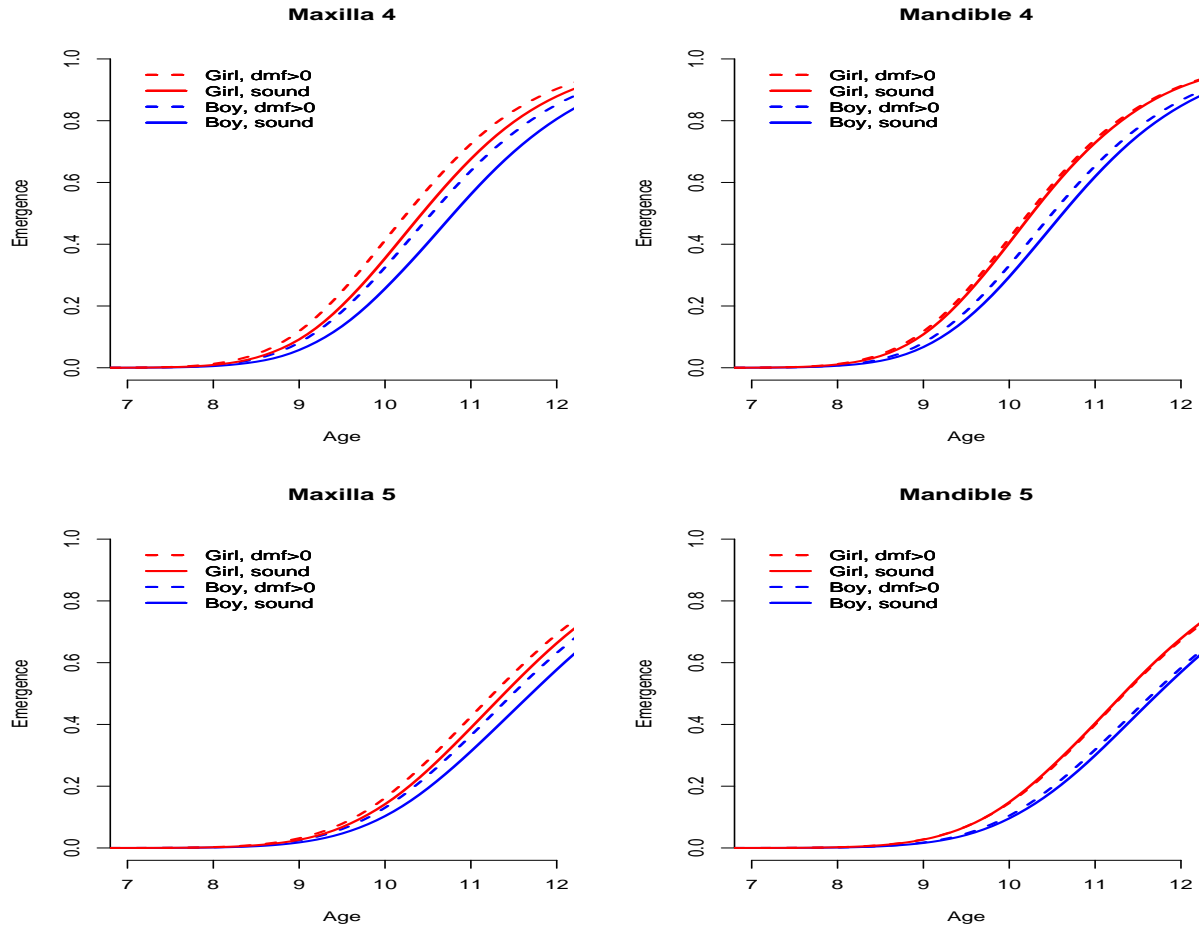 Maxilla 4
Emergence
1.0
0.8
0.6
0.4
0.2
0.0
Girl, dmf>0
Girl, sound
Boy, dmf>0
Boy, sound
7 8 9 10 11 12
Age
Mandible 4
Emergence
1.0
0.8
0.6
0.4
0.2
0.0
Girl, dmf>0
Girl, sound
Boy, dmf>0
Boy, sound
7 8 9 10 11 12
Age
Maxilla 5
Emergence
1.0
0.8
0.6
0.4
0.2
0.0
Girl, dmf>0
Girl, sound
Boy, dmf>0
Boy, sound
7 8 9 10 11 12
Age
Mandible 5
Emergence
1.0
0.8
0.6
0.4
0.2
0.0
Girl, dmf>0
Girl, sound
Boy, dmf>0
Boy, sound
7 8 9 10 11 12
Age